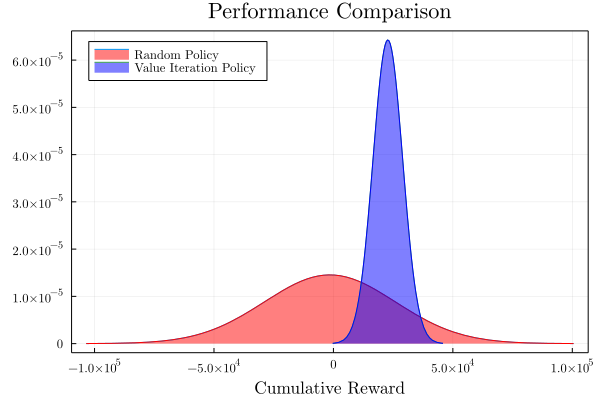 Performance Comparison
Random Policy
Value Iteration Policy
6.0×10⁻⁵
5.0×10⁻⁵
4.0×10⁻⁵
3.0×10⁻⁵
2.0×10⁻⁵
1.0×10⁻⁵
0
−1.0×10⁵ −5.0×10⁴ 0 5.0×10⁴ 1.0×10⁵
Cumulative Reward